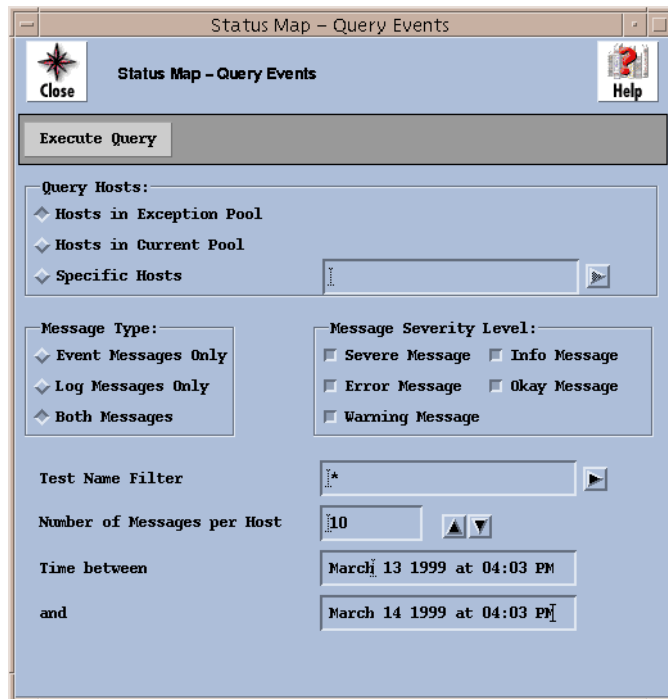 Status Map – Query Events
Close
Status Map – Query Events
Help
Execute Query
Query Hosts:
Hosts in Exception Pool
Hosts in Current Pool
Specific Hosts
Message Type:
Event Messages Only
Log Messages Only
Both Messages
Message Severity Level:
Severe Message Info Message
Error Message Okay Message
Warning Message
Test Name Filter *
Number of Messages per Host 10
Time between March 13 1999 at 04:03 PM
and March 14 1999 at 04:03 PM